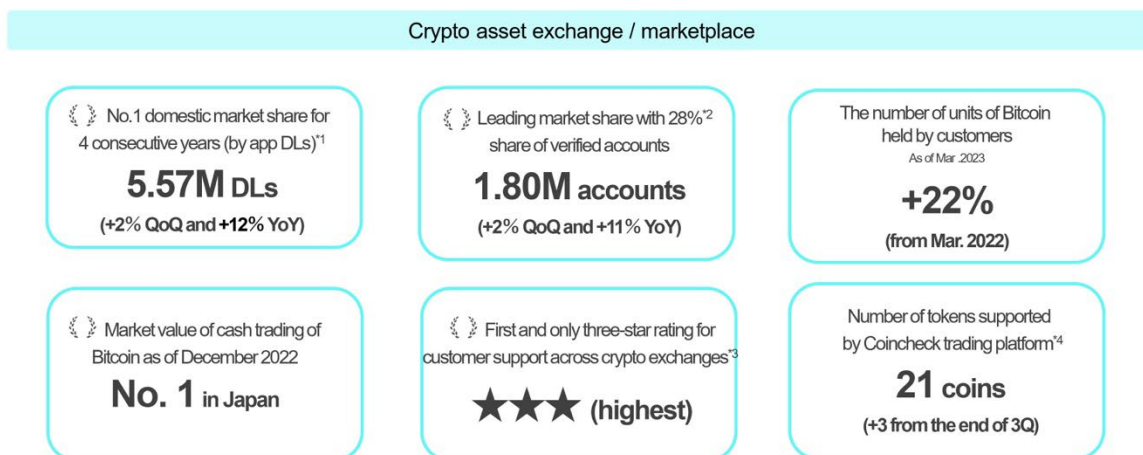 Crypto asset exchange / marketplace
No.1 domestic market share for
4 consecutive years (by app DLs)*1
5.57M DLs
(+2% QoQ and +12% YoY)
Leading market share with 28%*2
share of verified accounts
1.80M accounts
(+2% QoQ and +11% YoY)
The number of units of Bitcoin
held by customers
As of Mar .2023
+22%
(from Mar. 2022)
Market value of cash trading of
Bitcoin as of December 2022
No. 1 in Japan
First and only three-star rating for
customer support across crypto exchanges*3
★★★ (highest)
Number of tokens supported
by Coincheck trading platform*4
21 coins
(+3 from the end of 3Q)